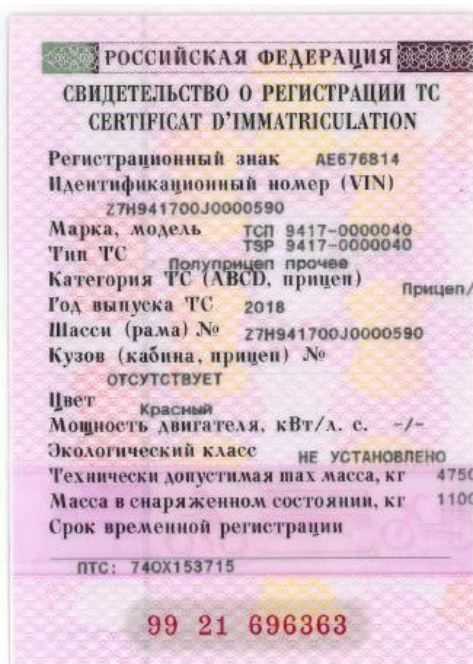 РОССИЙСКАЯ ФЕДЕРАЦИЯ
СВИДЕТЕЛЬСТВО О РЕГИСТРАЦИИ ТС
CERTIFICAT D'IMMATRICULATION
Регистрационный знак АЕ676814
Идентификационный номер (VIN)
Z7H941700J0000590
Марка, модель ТСП 9417-0000040
TSP 9417-0000040
Тип ТС Полуприцеп прочее
Категория ТС (ABCD, прицеп) Прицеп/
Год выпуска ТС 2018
Шасси (рама) № Z7H941700J0000590
Кузов (кабина, прицеп) №
ОТСУТСТВУЕТ
Цвет Красный
Мощность двигателя, кВт/л. с. -/-
Экологический класс НЕ УСТАНОВЛЕНО
Технически допустимая max масса, кг 4750
Масса в снаряженном состоянии, кг 1100
Срок временной регистрации
ПТС: 74ОХ153715
99 21 696363